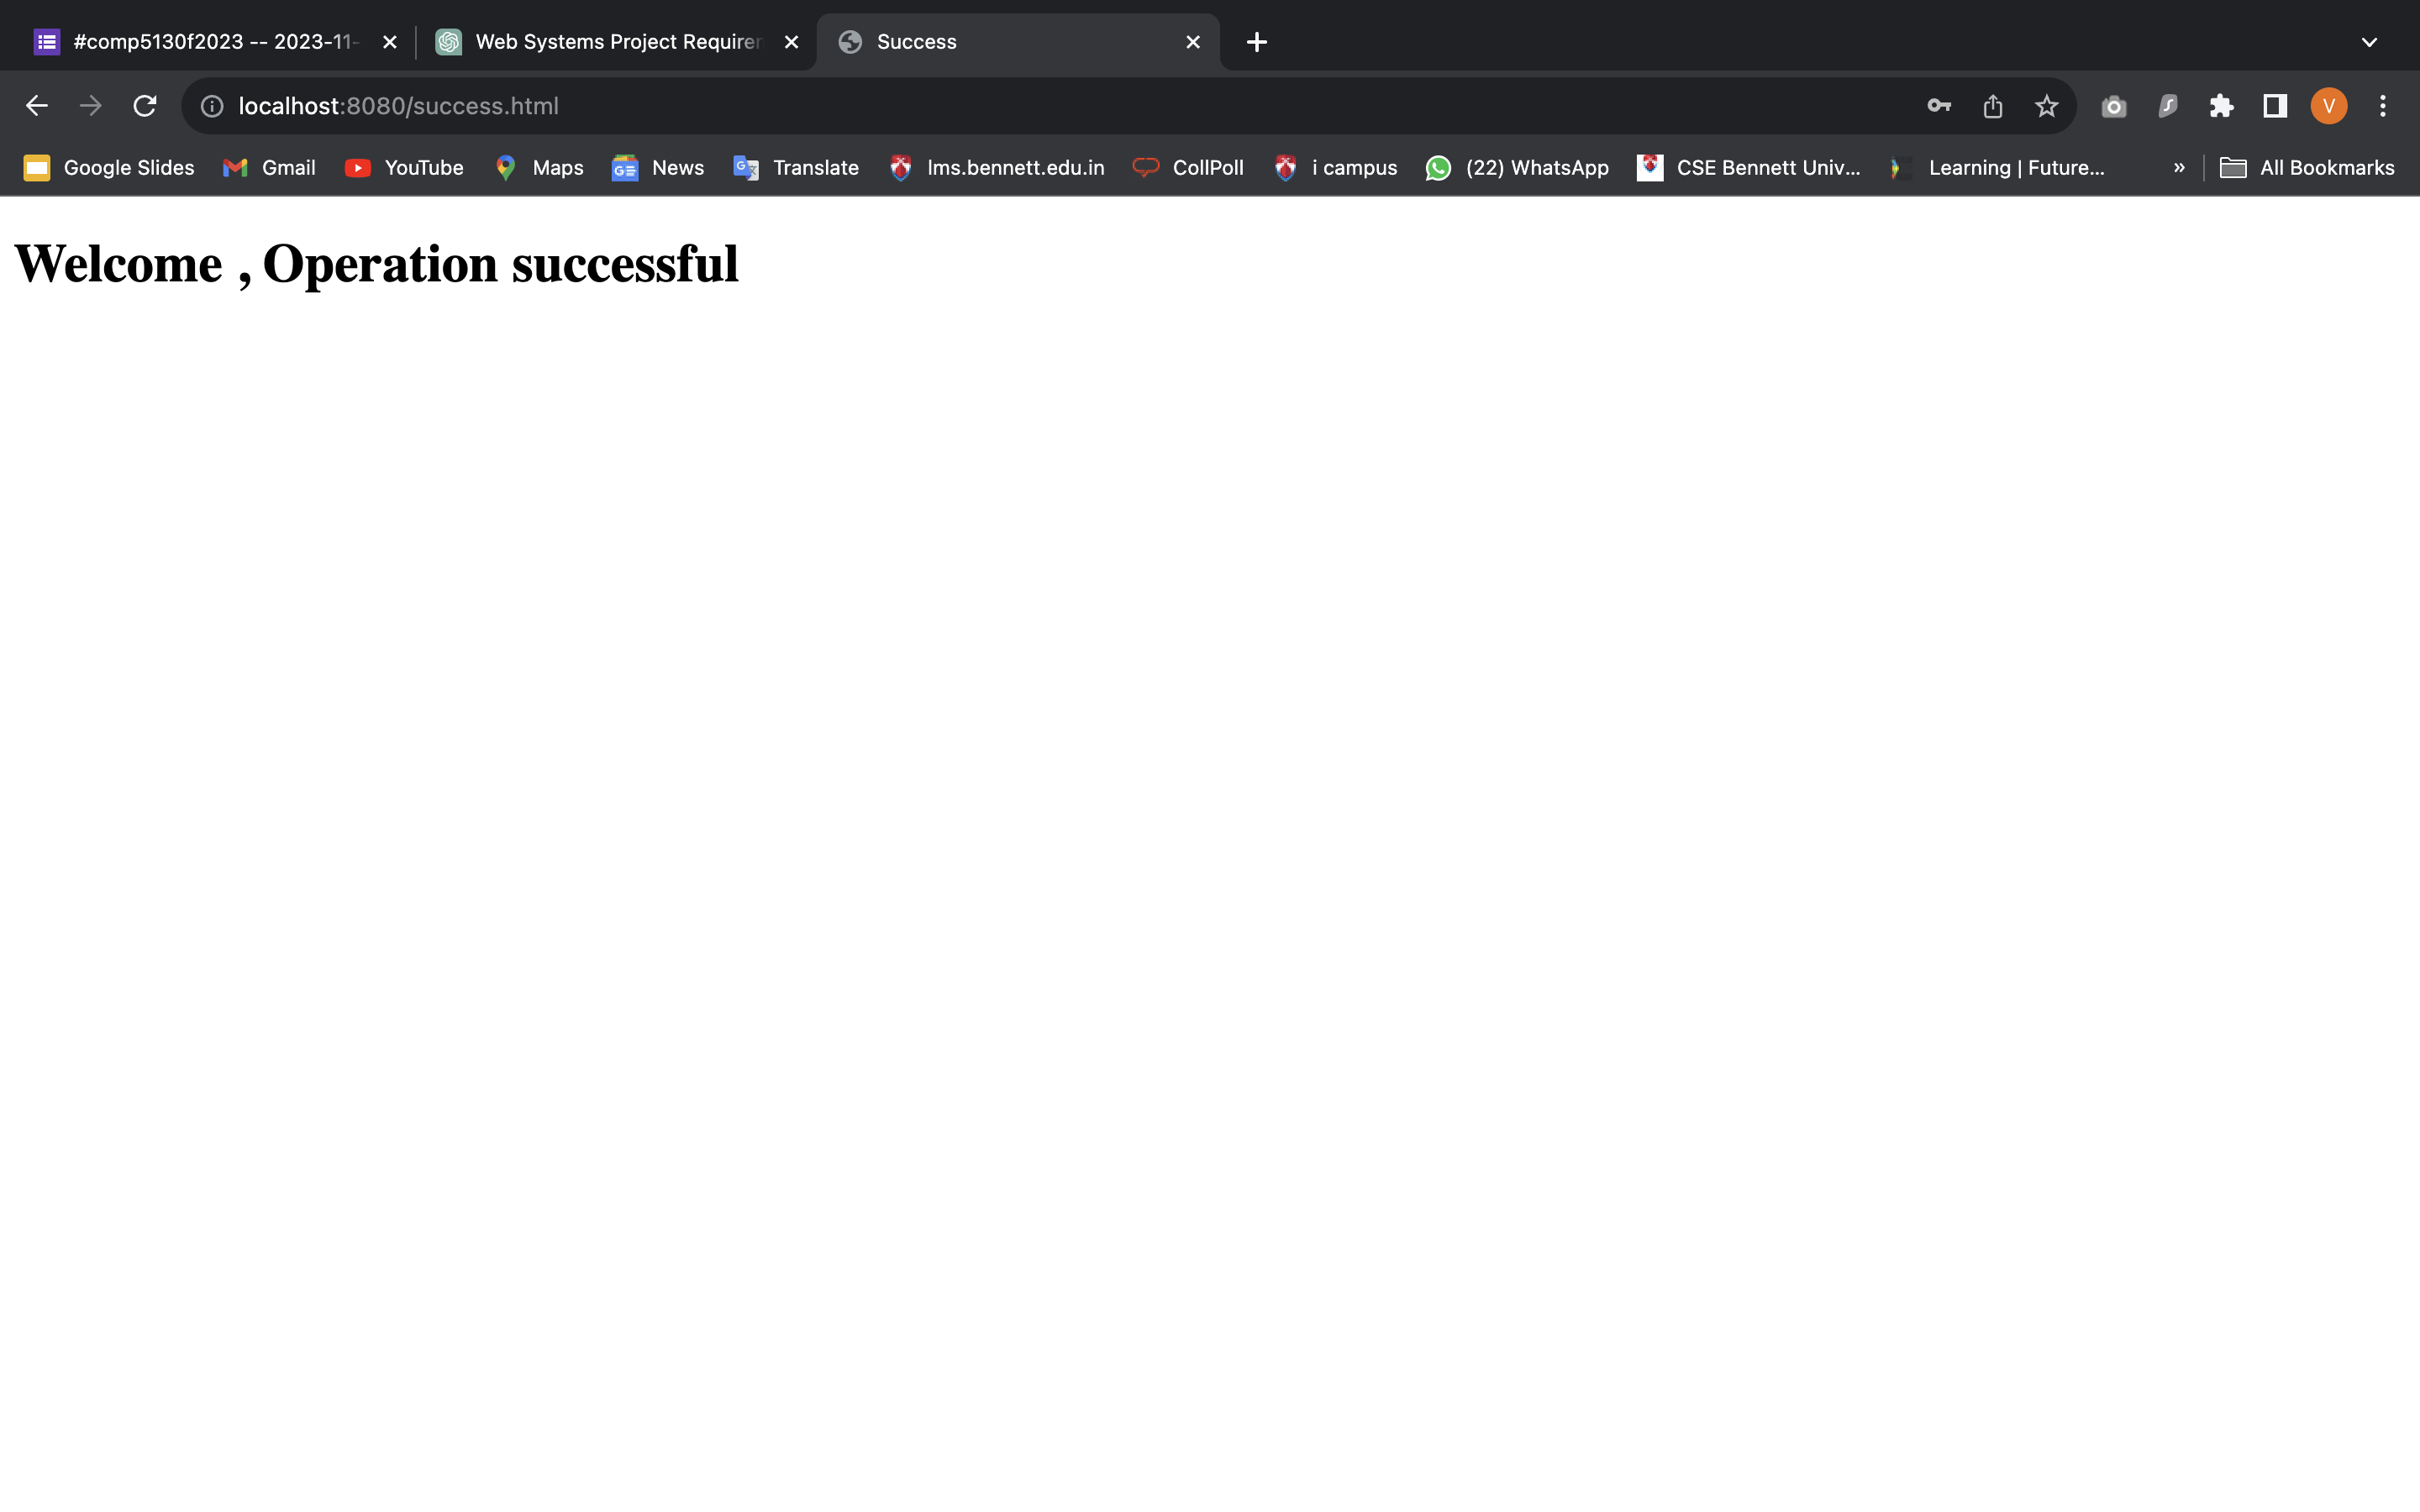 #comp5130f2023 -- 2023-11-
Web Systems Project Requirer
Success
localhost:8080/success.html
V
Google Slides
Gmail
YouTube
Maps
News
Translate
lms.bennett.edu.in
CollPoll
i campus
(22) WhatsApp
CSE Bennett Univ...
Learning | Future...
»
All Bookmarks
Welcome , Operation successful